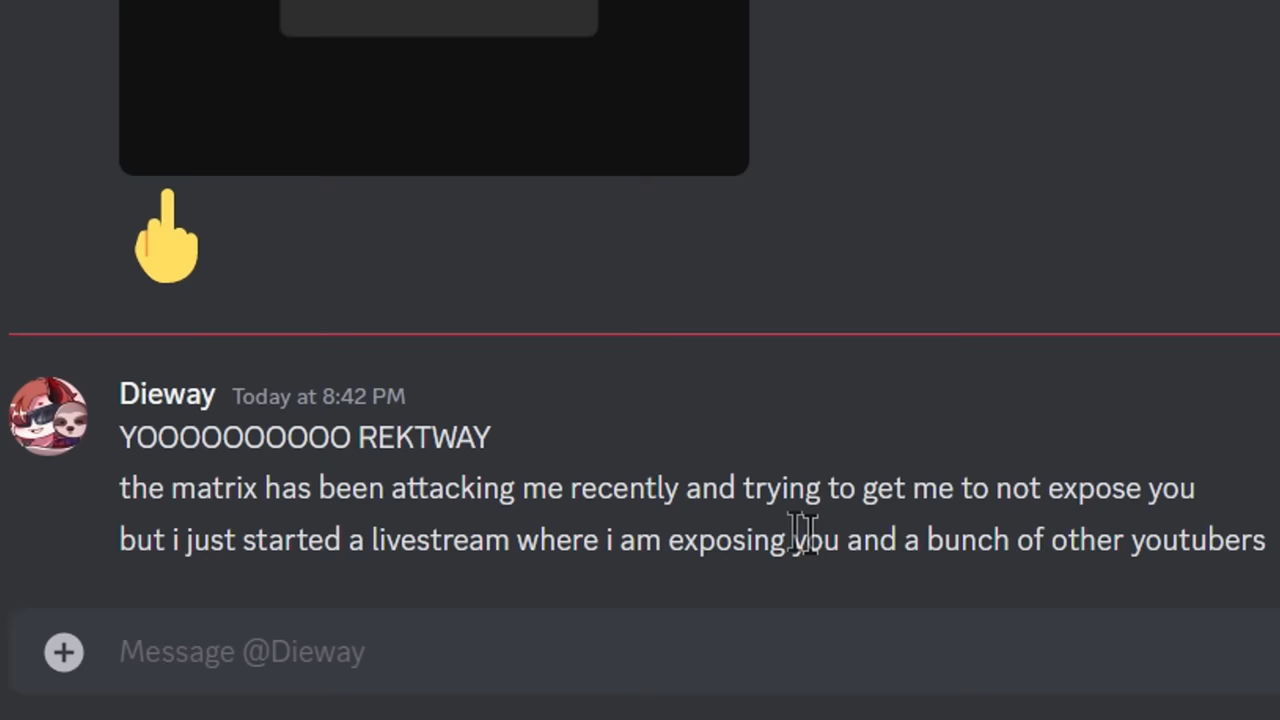 Dieway Today at 8:42 PM
YOOOOOOOOOO REKTWAY
the matrix has been attacking me recently and trying to get me to not expose you
but i just started a livestream where i am exposing you and a bunch of other youtubers
Message @Dieway